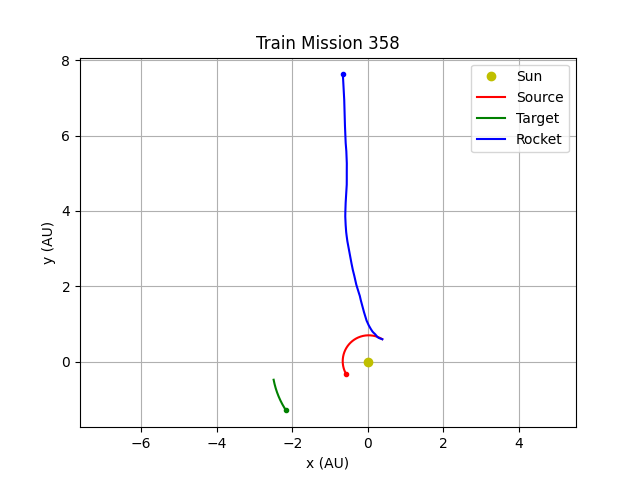 Train Mission 358
Sun
Source
Target
Rocket
8
6
4
2
0
y (AU)
−6
−4
−2
0
2
4
x (AU)